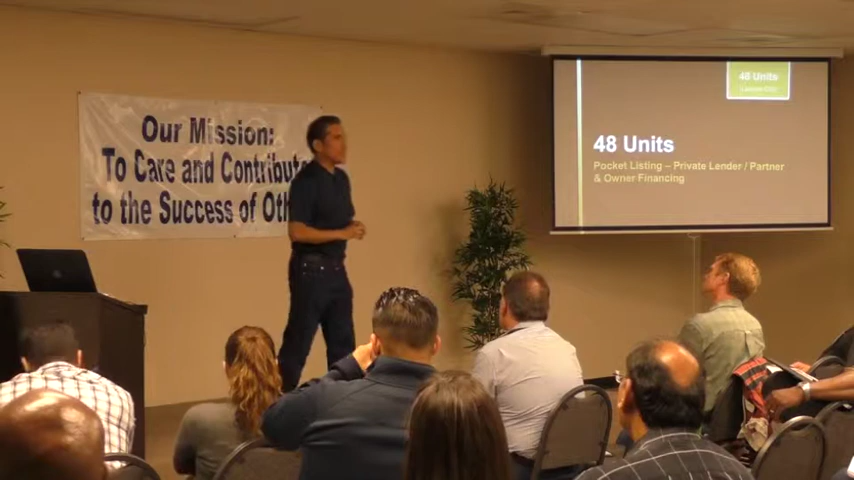 Our Mission:
To Care and Contribute
to the Success of Oth
48 Units
48 Units
Pocket Listing – Private Lender / Partner
& Owner Financing